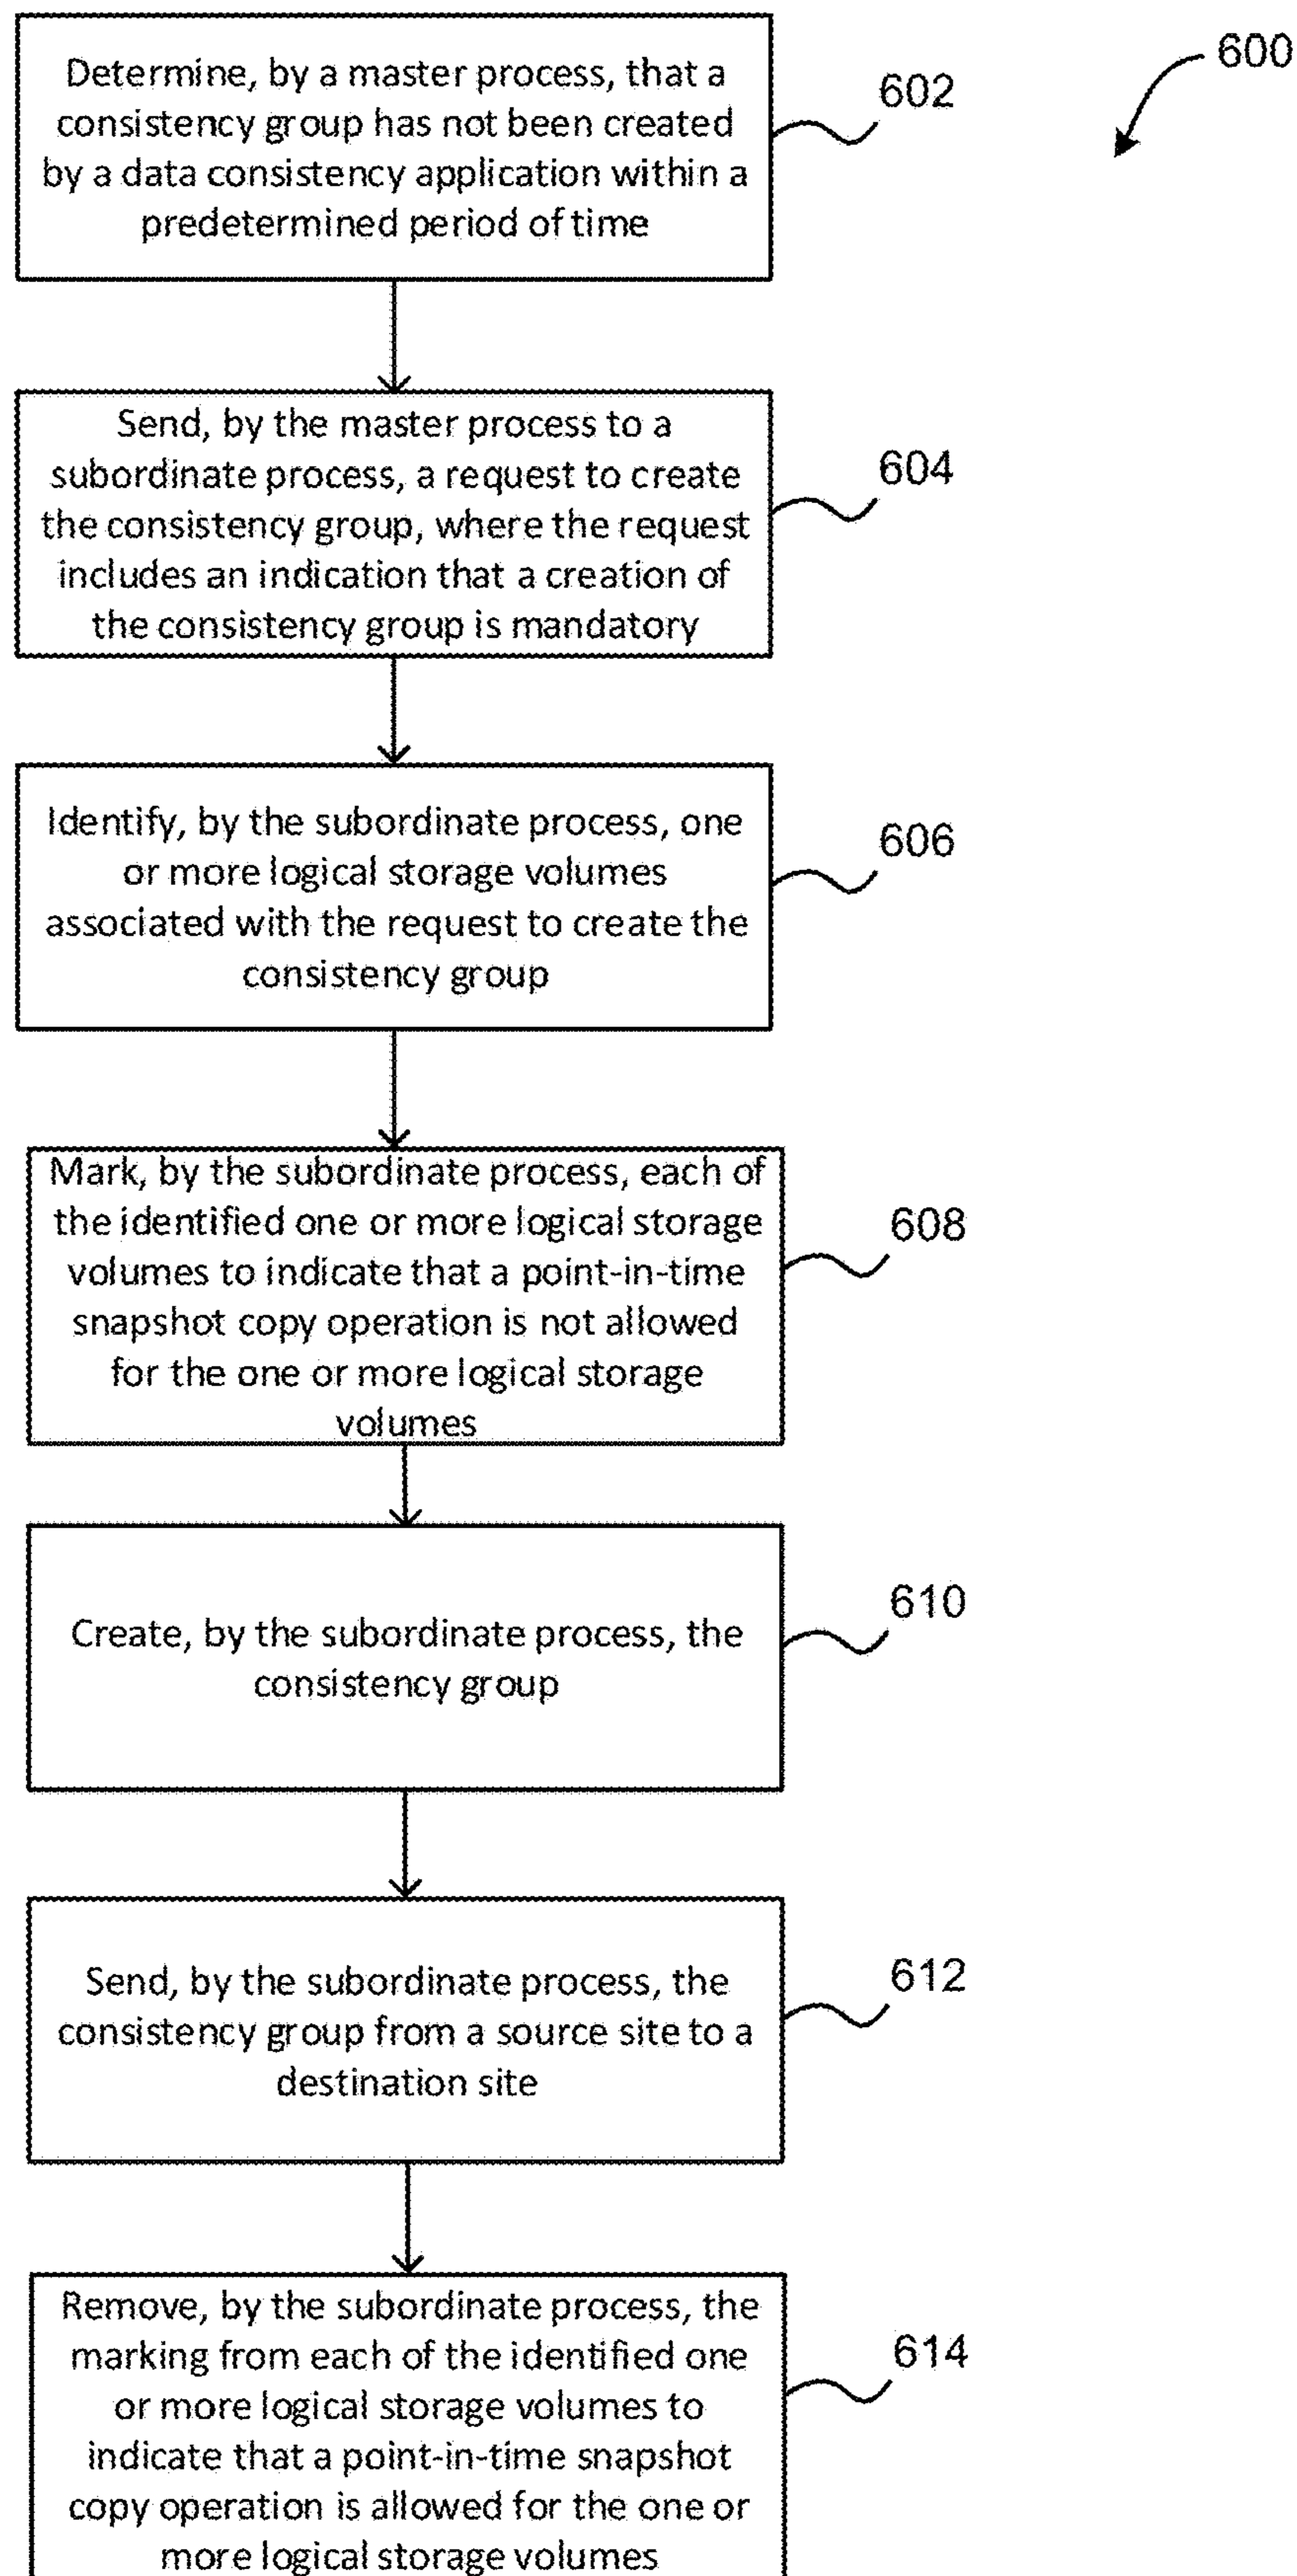 600
Determine, by a master process, that a
consistency group has not been created
by a data consistency application within a
predetermined period of time
602
Send, by the master process to a
subordinate process, a request to create
the consistency group, where the request
includes an indication that a creation of
the consistency group is mandatory
604
Identify, by the subordinate process, one
or more logical storage volumes
associated with the request to create the
consistency group
606
Mark, by the subordinate process, each of
the identified one or more logical storage
volumes to indicate that a point-in-time
snapshot copy operation is not allowed
for the one or more logical storage
volumes
608
Create, by the subordinate process, the
consistency group
610
Send, by the subordinate process, the
consistency group from a source site to a
destination site
612
Remove, by the subordinate process, the
marking from each of the identified one
or more logical storage volumes to
indicate that a point-in-time snapshot
copy operation is allowed for the one or
more logical storage volumes
614